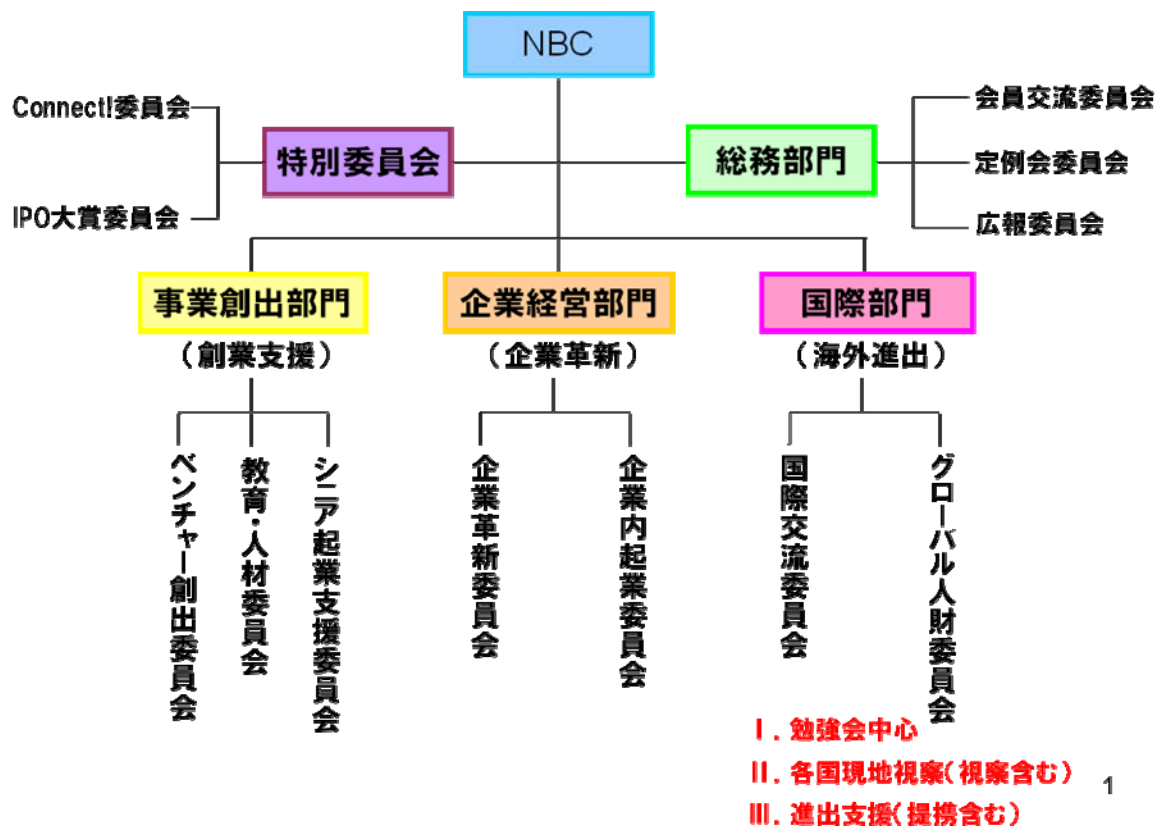 NBC
Connect!委員会
特別委員会
IPO大賞委員会
総務部門
会員交流委員会
定例会委員会
広報委員会
事業創出部門
(創業支援)
企業経営部門
(企業革新)
国際部門
(海外進出)
ベンチャー創出委員会
教育・人材委員会
シニア起業支援委員会
企業革新委員会
企業内起業委員会
国際交流委員会
グローバル人財委員会
Ⅰ. 勉強会中心
Ⅱ. 各国現地視察(視察含む)
Ⅲ. 進出支援(提携含む)
1